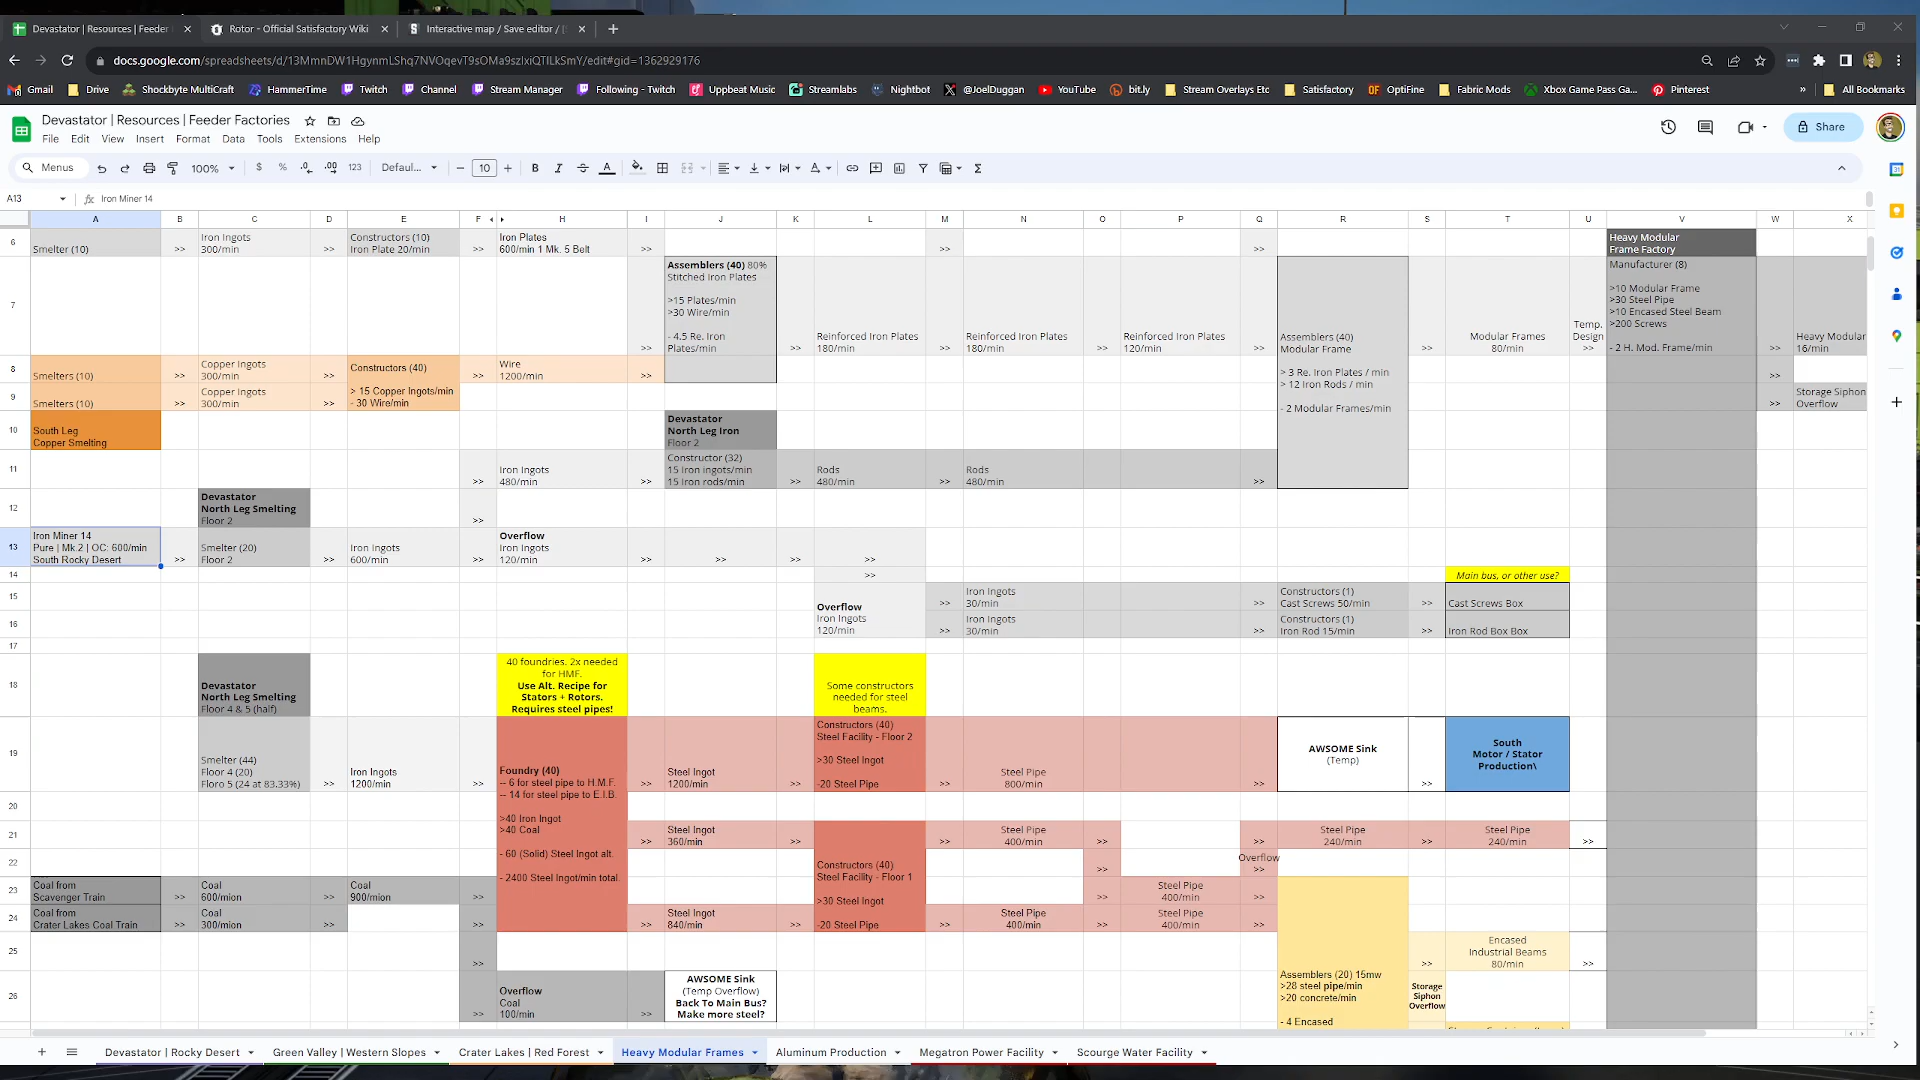 Devastator | Resources | Feeder
Rotor - Official Satisfactory Wiki
Interactive map / Save editor / [S
docs.google.com/spreadsheets/d/13MmnDW1HgynmLShq7NVOqevT9sOMa9szlxiQTILkSmY/edit#gid=1362929176
Gmail Drive Shockbyte MultiCraft HammerTime Twitch Channel Stream Manager Following - Twitch Uppbeat Music Streamlabs Nightbot @JoelDuggan YouTube bit.ly Stream Overlays Etc Satisfactory OptiFine Fabric Mods Xbox Game Pass Ga... Pinterest » All Bookmarks
Devastator | Resources | Feeder Factories
File Edit View Insert Format Data Tools Extensions Help
Share
Menus 100% $ % .0 .00 123 Defaul... 10 B I A
A13 fx Iron Miner 14
A B C D E F H I J K L M N O P Q R S T U V W X
6
Smelter (10)
>>
Iron Ingots
300/min
>>
Constructors (10)
Iron Plate 20/min
>>
Iron Plates
600/min 1 Mk. 5 Belt
>>
>>
>>
Heavy Modular
Frame Factory
7
>>
Assemblers (40) 80%
Stitched Iron Plates
>15 Plates/min
>30 Wire/min
- 4.5 Re. Iron
Plates/min
>>
Reinforced Iron Plates
180/min
>>
Reinforced Iron Plates
180/min
>>
Reinforced Iron Plates
120/min
>>
Assemblers (40)
Modular Frame
> 3 Re. Iron Plates / min
> 12 Iron Rods / min
- 2 Modular Frames/min
>>
Modular Frames
80/min
Temp.
Design
>>
Manufacturer (8)
>10 Modular Frame
>30 Steel Pipe
>10 Encased Steel Beam
>200 Screws
- 2 H. Mod. Frame/min
>>
Heavy Modular
16/min
8
Smelters (10)
>>
Copper Ingots
300/min
>>
Constructors (40)
> 15 Copper Ingots/min
- 30 Wire/min
>>
Wire
1200/min
>>
>>
9
Smelters (10)
>>
Copper Ingots
300/min
>>
>>
Storage Siphon
Overflow
10
South Leg
Copper Smelting
Devastator
North Leg Iron
Floor 2
11
>>
Iron Ingots
480/min
>>
Constructor (32)
15 Iron ingots/min
15 Iron rods/min
>>
Rods
480/min
>>
Rods
480/min
>>
12
Devastator
North Leg Smelting
Floor 2
>>
13
Iron Miner 14
Pure | Mk.2 | OC: 600/min
South Rocky Desert
>>
Smelter (20)
Floor 2
>>
Iron Ingots
600/min
>>
Overflow
Iron Ingots
120/min
>>
>>
>>
>>
14
>>
Main bus, or other use?
15
Overflow
Iron Ingots
120/min
>>
Iron Ingots
30/min
>>
Constructors (1)
Cast Screws 50/min
>>
Cast Screws Box
16
>>
Iron Ingots
30/min
>>
Constructors (1)
Iron Rod 15/min
>>
Iron Rod Box Box
17
18
Devastator
North Leg Smelting
Floor 4 & 5 (half)
40 foundries. 2x needed
for HMF.
Use Alt. Recipe for
Stators + Rotors.
Requires steel pipes!
Some constructors
needed for steel
beams.
19
Smelter (44)
Floor 4 (20)
Floro 5 (24 at 83.33%)
>>
Iron Ingots
1200/min
>>
Foundry (40)
-- 6 for steel pipe to H.M.F.
-- 14 for steel pipe to E.I.B.
>40 Iron Ingot
>40 Coal
- 60 (Solid) Steel Ingot alt.
- 2400 Steel Ingot/min total.
>>
Steel Ingot
1200/min
>>
Constructors (40)
Steel Facility - Floor 2
>30 Steel Ingot
-20 Steel Pipe
>>
Steel Pipe
800/min
>>
AWSOME Sink
(Temp)
>>
South
Motor / Stator
Production\
20
21
>>
Steel Ingot
360/min
>>
Constructors (40)
Steel Facility - Floor 1
>30 Steel Ingot
-20 Steel Pipe
>>
Steel Pipe
400/min
>>
>>
Steel Pipe
240/min
>>
Steel Pipe
240/min
>>
22
>>
Overflow
>>
23
Coal from
Scavenger Train
>>
Coal
600/mion
>>
Coal
900/mion
>>
>>
Steel Pipe
400/min
>>
24
Coal from
Crater Lakes Coal Train
>>
Coal
300/mion
>>
>>
>>
Steel Ingot
840/min
>>
>>
Steel Pipe
400/min
>>
Steel Pipe
400/min
>>
25
>>
>>
Encased
Industrial Beams
80/min
>>
26
>>
Overflow
Coal
100/min
>>
AWSOME Sink
(Temp Overflow)
Back To Main Bus?
Make more steel?
Assemblers (20) 15mw
>28 steel pipe/min
>20 concrete/min
- 4 Encased
Storage
Siphon
Overflow
Devastator | Rocky Desert
Green Valley | Western Slopes
Crater Lakes | Red Forest
Heavy Modular Frames
Aluminum Production
Megatron Power Facility
Scourge Water Facility